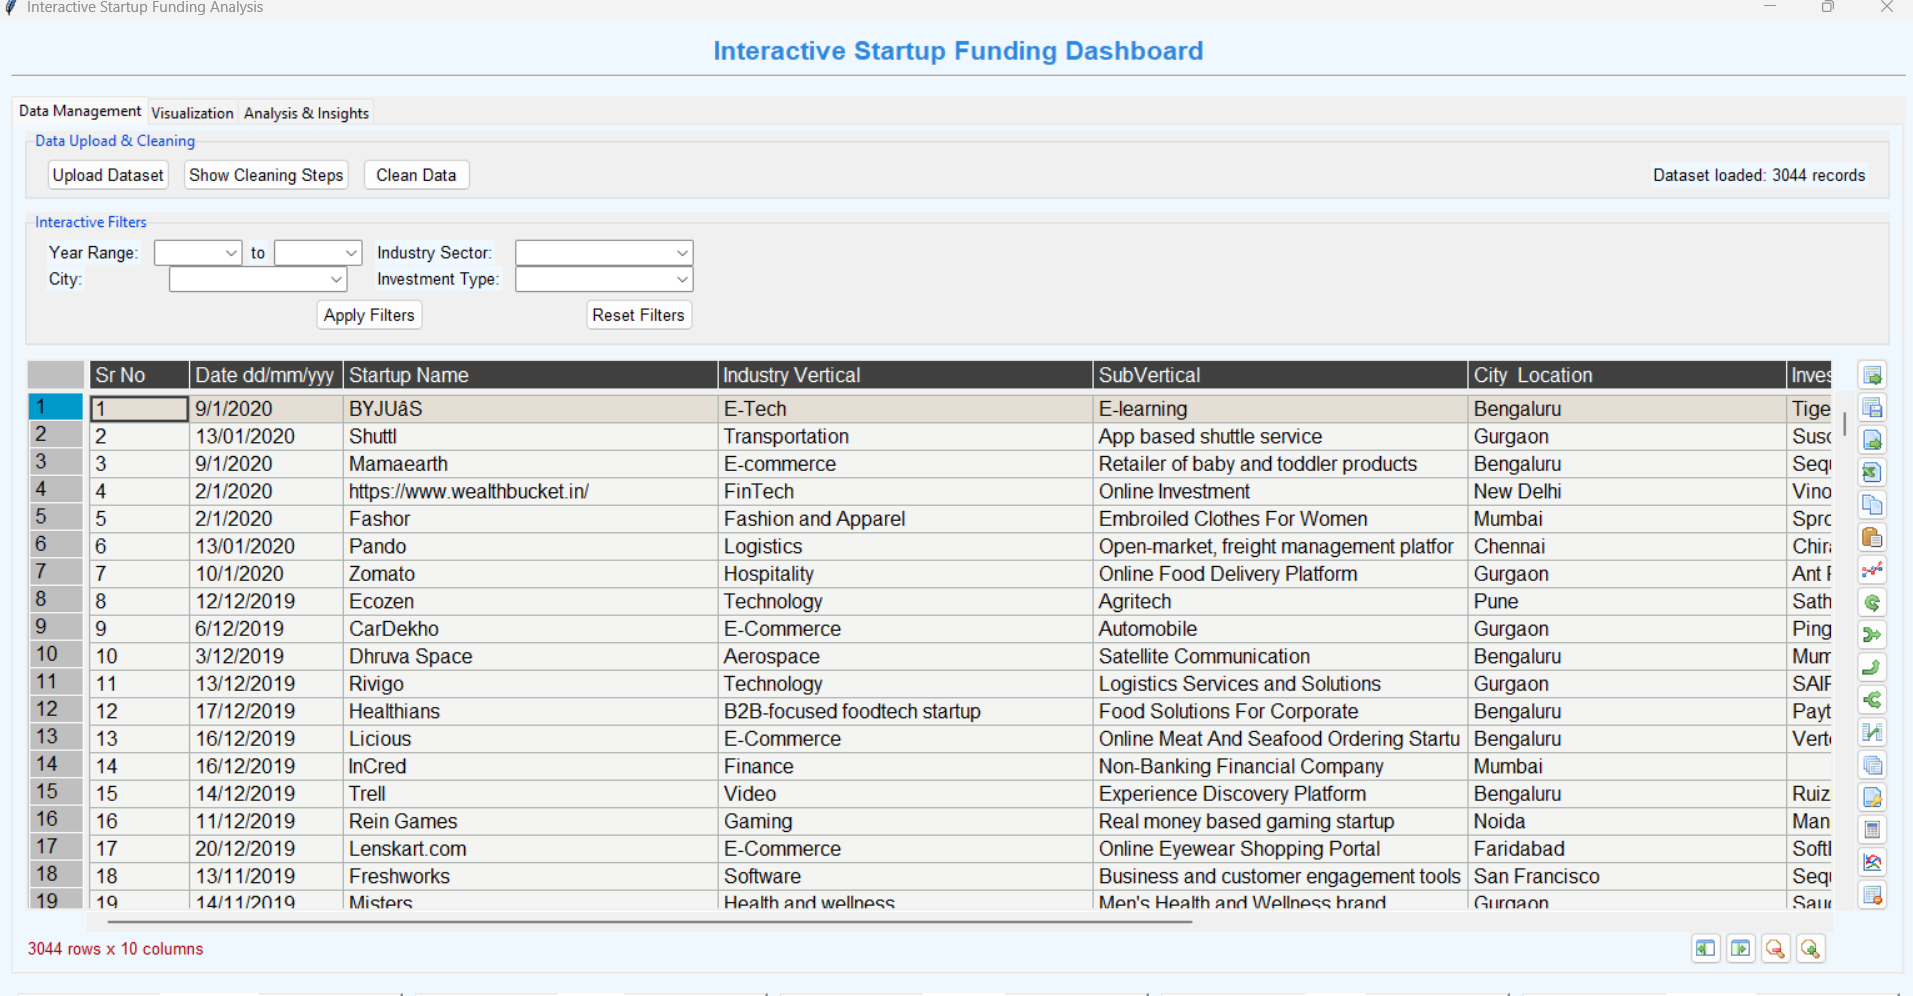 Interactive Startup Funding Analysis
Interactive Startup Funding Dashboard
Data Management Visualization Analysis & Insights
Data Upload & Cleaning
Upload Dataset Show Cleaning Steps Clean Data Dataset loaded: 3044 records
Interactive Filters
Year Range: to Industry Sector:
City: Investment Type:
Apply Filters Reset Filters
Sr No Date dd/mm/yyy Startup Name Industry Vertical SubVertical City Location Inves
1 1 9/1/2020 BYJUâS E-Tech E-learning Bengaluru Tige
2 2 13/01/2020 Shuttl Transportation App based shuttle service Gurgaon Susc
3 3 9/1/2020 Mamaearth E-commerce Retailer of baby and toddler products Bengaluru Sequ
4 4 2/1/2020 https://www.wealthbucket.in/ FinTech Online Investment New Delhi Vino
5 5 2/1/2020 Fashor Fashion and Apparel Embroiled Clothes For Women Mumbai Spro
6 6 13/01/2020 Pando Logistics Open-market, freight management platfor Chennai Chir
7 7 10/1/2020 Zomato Hospitality Online Food Delivery Platform Gurgaon Ant F
8 8 12/12/2019 Ecozen Technology Agritech Pune Sath
9 9 6/12/2019 CarDekho E-Commerce Automobile Gurgaon Ping
10 10 3/12/2019 Dhruva Space Aerospace Satellite Communication Bengaluru Mum
11 11 13/12/2019 Rivigo Technology Logistics Services and Solutions Gurgaon SAIF
12 12 17/12/2019 Healthians B2B-focused foodtech startup Food Solutions For Corporate Bengaluru Payt
13 13 16/12/2019 Licious E-Commerce Online Meat And Seafood Ordering Startu Bengaluru Verte
14 14 16/12/2019 InCred Finance Non-Banking Financial Company Mumbai
15 15 14/12/2019 Trell Video Experience Discovery Platform Bengaluru Ruiz
16 16 11/12/2019 Rein Games Gaming Real money based gaming startup Noida Man
17 17 20/12/2019 Lenskart.com E-Commerce Online Eyewear Shopping Portal Faridabad Soft
18 18 13/11/2019 Freshworks Software Business and customer engagement tools San Francisco Sequ
19 19 14/11/2019 Misters Health and wellness Men's Health and Wellness brand Gurgaon Sau
3044 rows x 10 columns